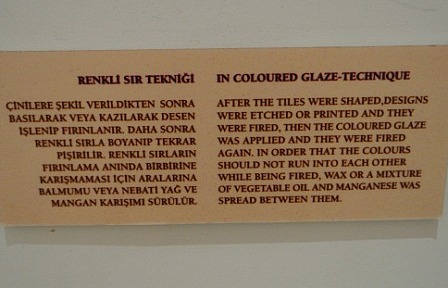 RENKLİ SIR TEKNİĞİ
ÇİNİLERE ŞEKİL VERİLDİKTEN SONRA
BASILARAK VEYA KAZILARAK DESEN
İŞLENİP FIRINLANIR. DAHA SONRA
RENKLİ SIRLA BOYANIP TEKRAR
PİŞİRİLİR. RENKLİ SIRLARIN
FIRINLAMA ANINDA BİRBİRİNE
KARIŞMAMASI İÇİN ARALARINA
BALMUMU VEYA NEBATI YAĞ VE
MANGAN KARIŞIMI SÜRÜLÜR.
IN COLOURED GLAZE-TECHNIQUE
AFTER THE TILES WERE SHAPED,DESIGNS
WERE ETCHED OR PRINTED AND THEY
WERE FIRED, THEN THE COLOURED GLAZE
WAS APPLIED AND THEY WERE FIRED
AGAIN. IN ORDER THAT THE COLOURS
SHOULD NOT RUN INTO EACH OTHER
WHILE BEING FIRED, WAX OR A MIXTURE
OF VEGETABLE OIL AND MANGANESE WAS
SPREAD BETWEEN THEM.